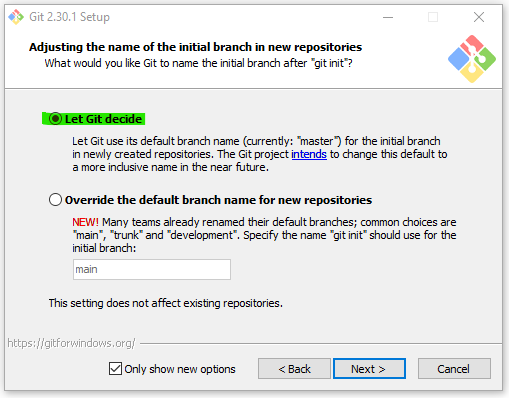 Git 2.30.1 Setup
Adjusting the name of the initial branch in new repositories
What would you like Git to name the initial branch after "git init"?
Let Git decide
Let Git use its default branch name (currently: "master") for the initial branch
in newly created repositories. The Git project intends to change this default to
a more inclusive name in the near future.
Override the default branch name for new repositories
NEW! Many teams already renamed their default branches; common choices are
"main", "trunk" and "development". Specify the name "git init" should use for the
initial branch:
main
This setting does not affect existing repositories.
https://gitforwindows.org/
Only show new options
< Back
Next >
Cancel